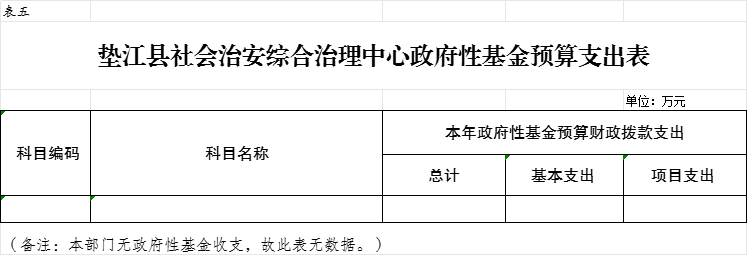 表五
垫江县社会治安综合治理中心政府性基金预算支出表
单位：万元
科目编码 科目名称 本年政府性基金预算财政拨款支出
总计 基本支出 项目支出
（备注：本部门无政府性基金收支，故此表无数据。）